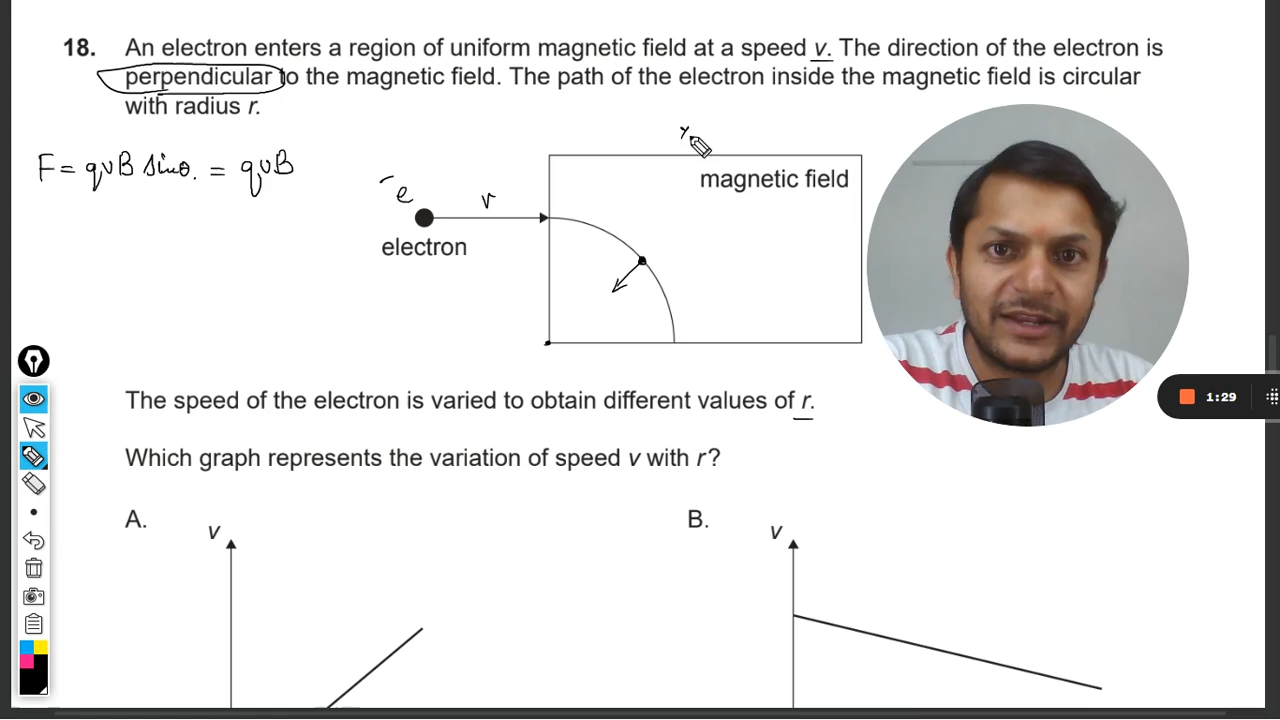 18. An electron enters a region of uniform magnetic field at a speed v. The direction of the electron is
perpendicular to the magnetic field. The path of the electron inside the magnetic field is circular
with radius r.
F = qvB sinθ. = qvB
-e
v
magnetic field
electron
The speed of the electron is varied to obtain different values of r.
1:29
Which graph represents the variation of speed v with r?
A.
v
B.
v